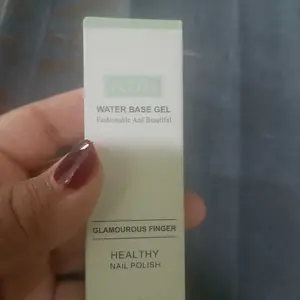 WATER BASE GEL
Fashionable And Beautiful
GLAMOUROUS FINGER
HEALTHY
NAIL POLISH